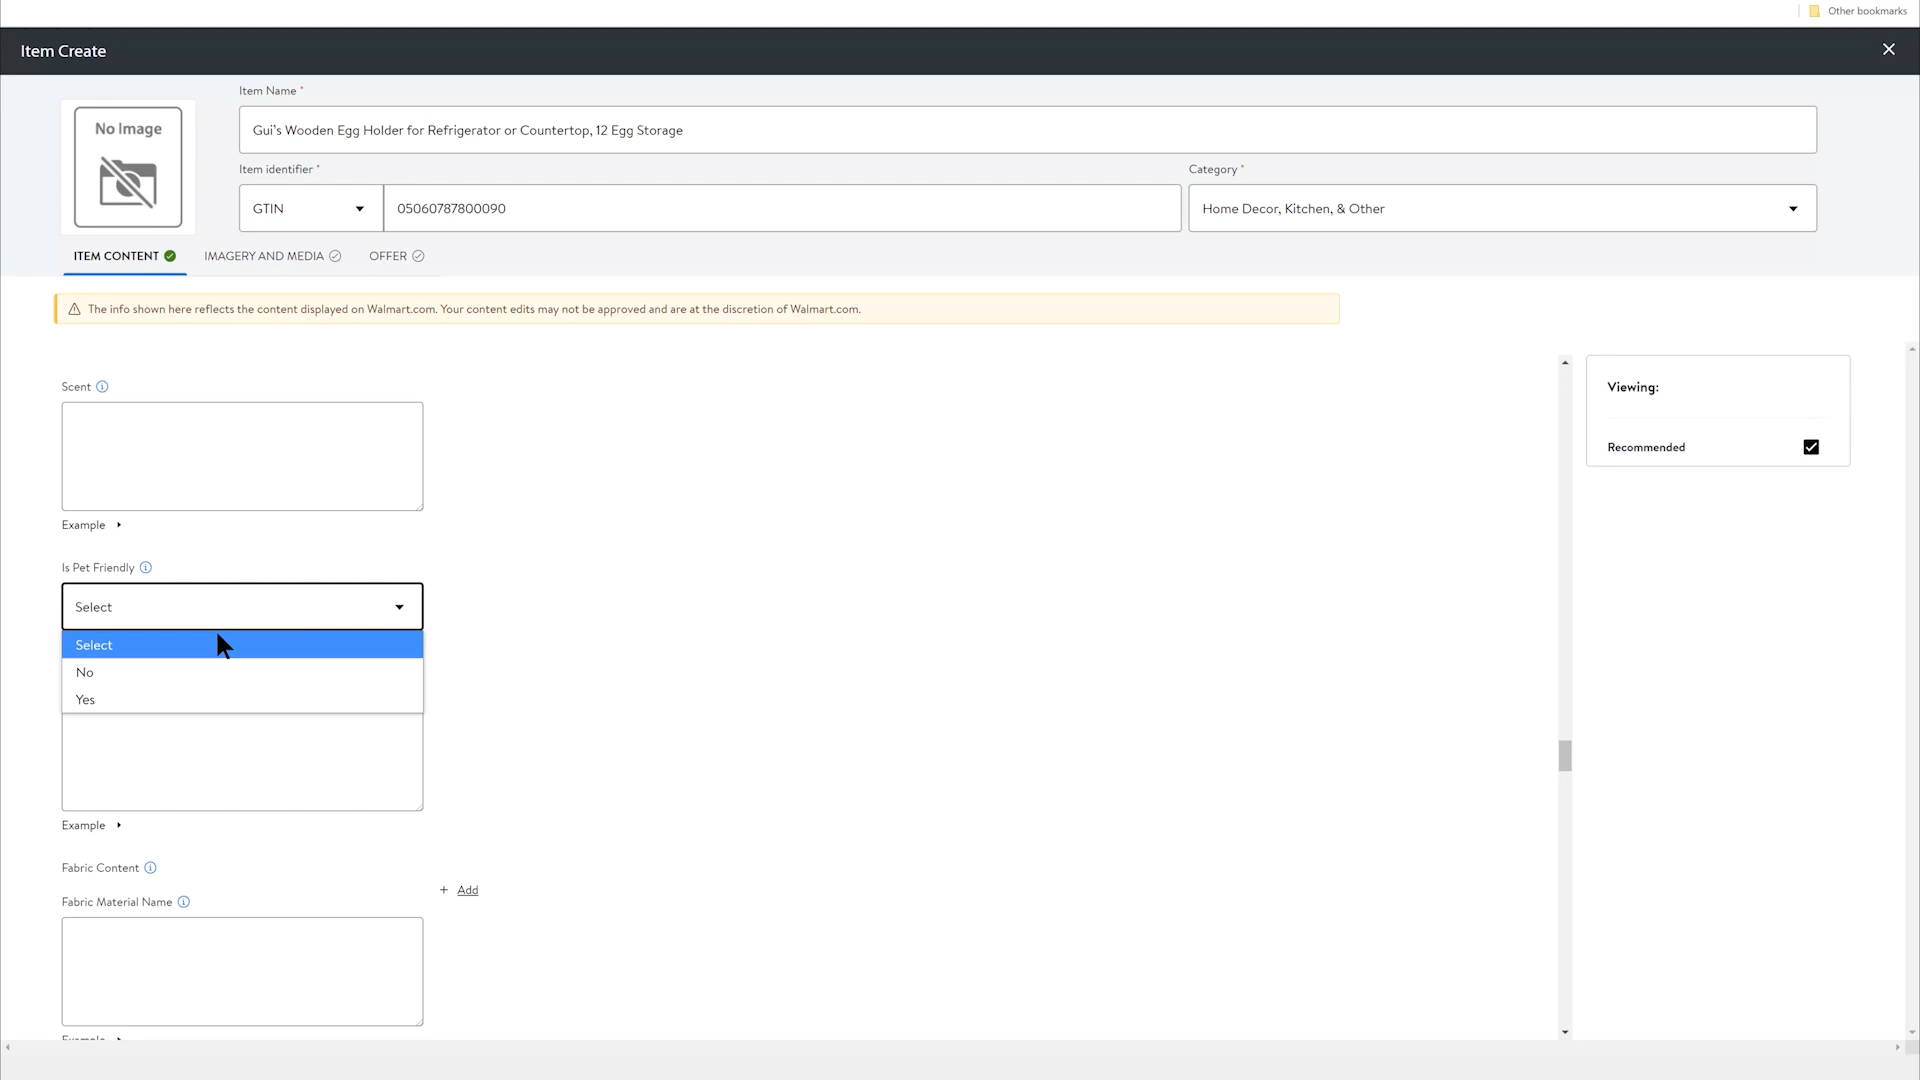 Other bookmarks
Item Create
No Image
Item Name *
Gui's Wooden Egg Holder for Refrigerator or Countertop, 12 Egg Storage
Item identifier *
Category *
GTIN
05060787800090
Home Decor, Kitchen, & Other
ITEM CONTENT
IMAGERY AND MEDIA
OFFER
The info shown here reflects the content displayed on Walmart.com. Your content edits may not be approved and are at the discretion of Walmart.com.
Viewing:
Recommended
Scent
Example
Is Pet Friendly
Select
Select
No
Yes
Example
Fabric Content
+ Add
Fabric Material Name
Example